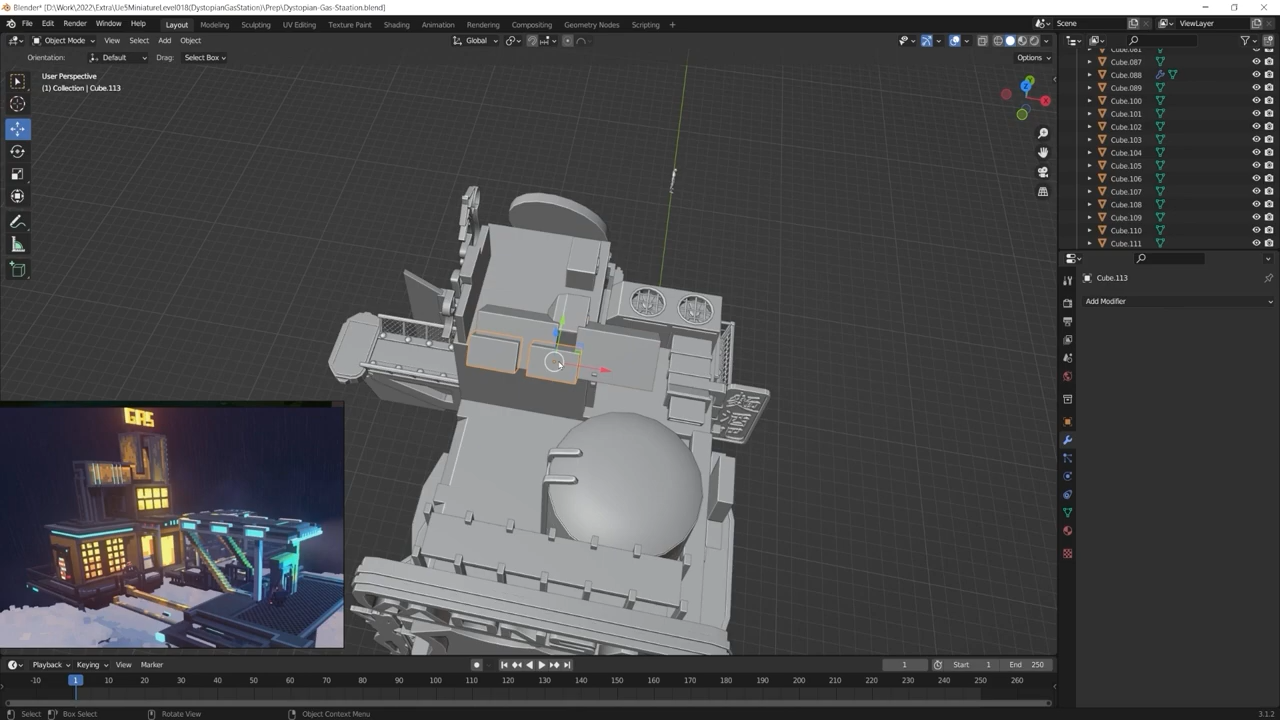 Blender* [D:\Work\2022\Extra\Ue5MiniatureLevel018(DystopianGasStation)\Prep\Dystopian-Gas-Staation.blend]
File Edit Render Window Help Layout Modeling Sculpting UV Editing Texture Paint Shading Animation Rendering Compositing Geometry Nodes Scripting + Scene ViewLayer
Object Mode View Select Add Object Global
Orientation: Default Drag: Select Box Options
User Perspective
(1) Collection | Cube.113
Y
X
Z
GAS
Cube.081
Cube.087
Cube.088
Cube.089
Cube.100
Cube.101
Cube.102
Cube.103
Cube.104
Cube.105
Cube.106
Cube.107
Cube.108
Cube.109
Cube.110
Cube.111
Cube.113
Add Modifier
Playback Keying View Marker 1 Start 1 End 250
-10 1 10 20 30 40 50 60 70 80 90 100 110 120 130 140 150 160 170 180 190 200 210 220 230 240 250 260
Select Box Select Rotate View Object Context Menu 3.1.2